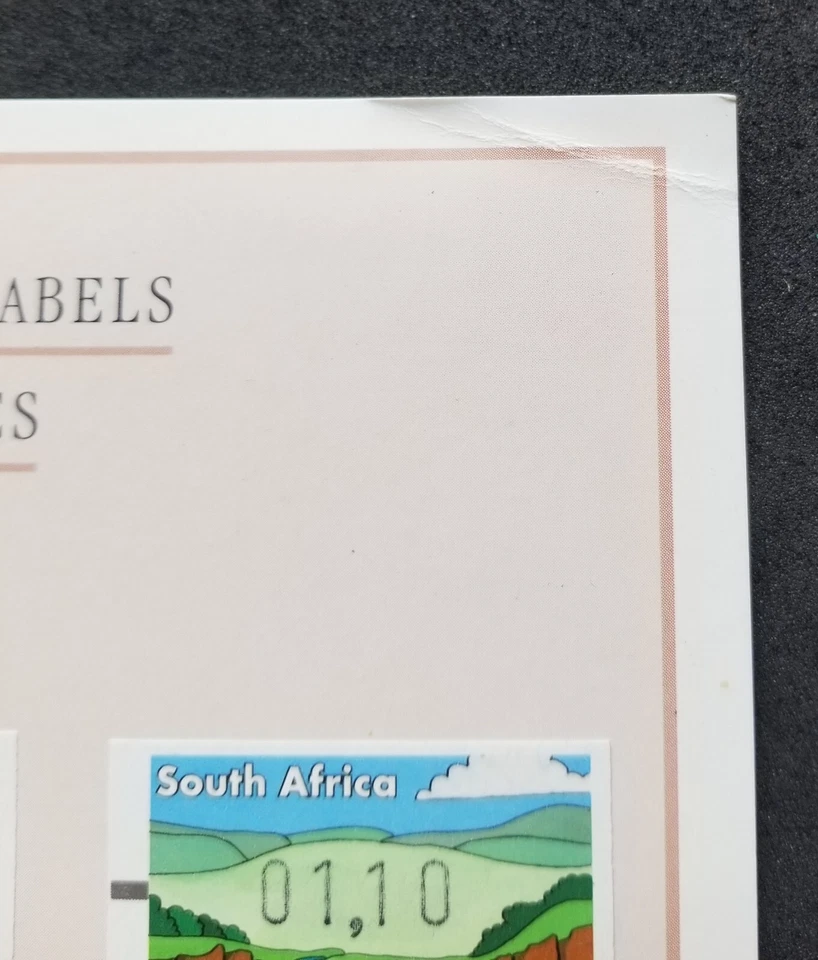 ABELS
ES
South Africa
01,10